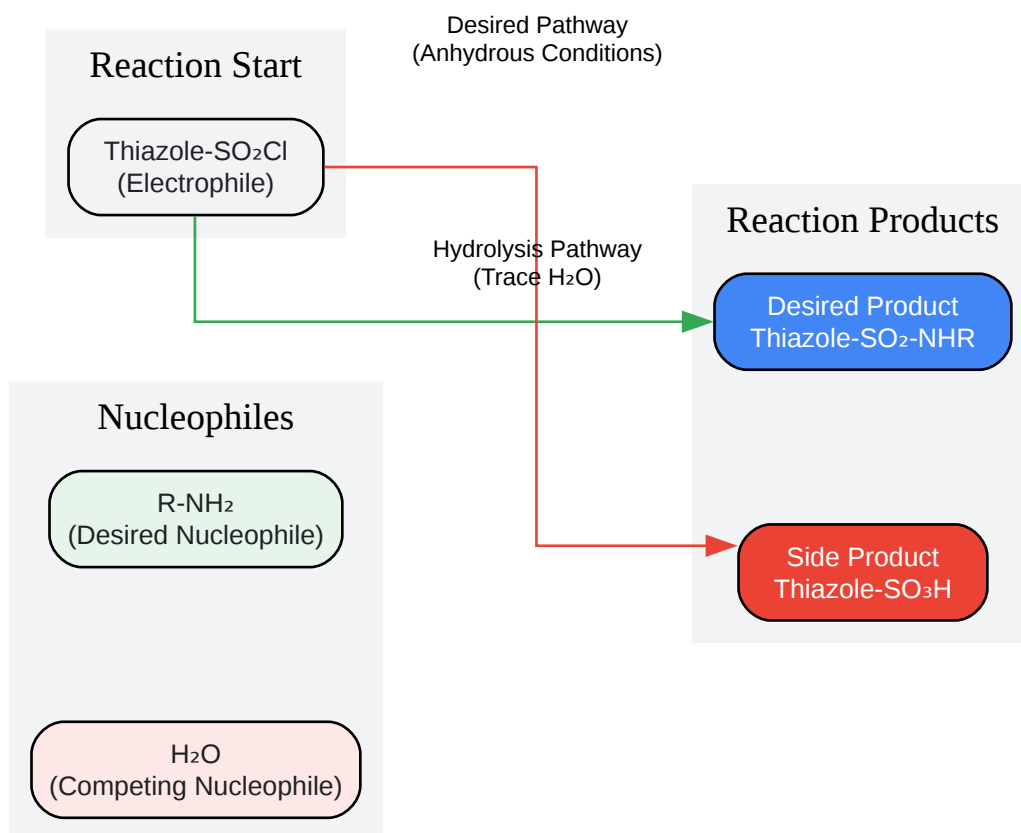 Desired Pathway
(Anhydrous Conditions)
Reaction Start
Thiazole-SO₂Cl
(Electrophile)
Hydrolysis Pathway
(Trace H₂O)
Reaction Products
Desired Product
Thiazole-SO₂-NHR
Nucleophiles
R-NH₂
(Desired Nucleophile)
Side Product
Thiazole-SO₃H
H₂O
(Competing Nucleophile)